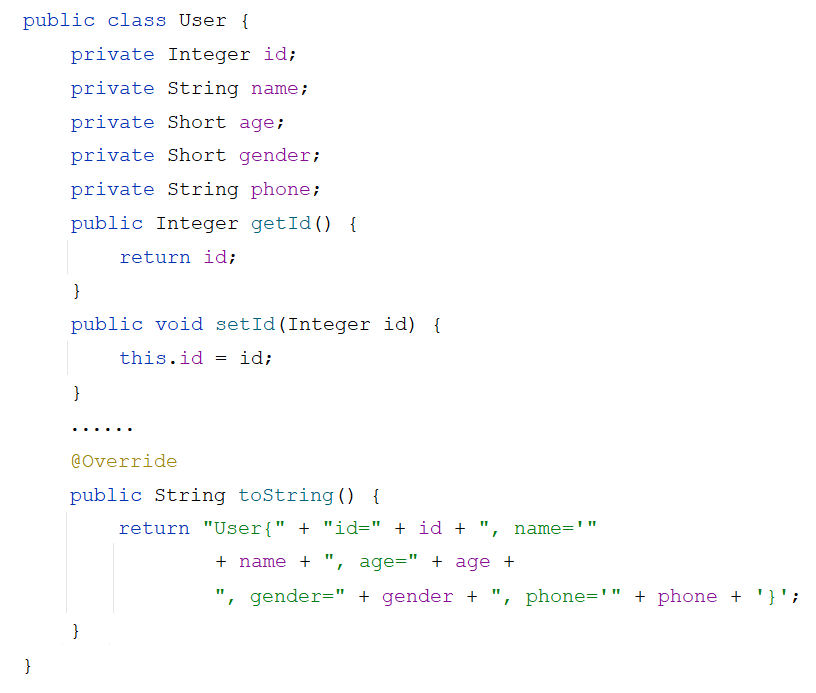 public class User {
    private Integer id;
    private String name;
    private Short age;
    private Short gender;
    private String phone;
    public Integer getId() {
        return id;
    }
    public void setId(Integer id) {
        this.id = id;
    }
    ......
    @Override
    public String toString() {
        return "User{" + "id=" + id + ", name='"
                + name + ", age=" + age +
                ", gender=" + gender + ", phone='" + phone + '}';
    }
}